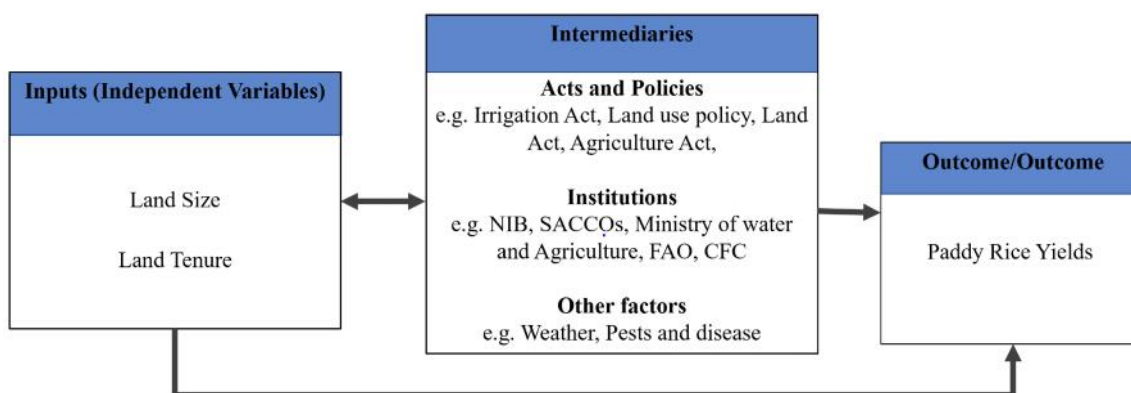 Inputs (Independent Variables)
Land Size
Land Tenure
Intermediaries
Acts and Policies
e.g. Irrigation Act, Land use policy, Land
Act, Agriculture Act,
Institutions
e.g. NIB, SACCOs, Ministry of water
and Agriculture, FAO, CFC
Other factors
e.g. Weather, Pests and disease
Outcome/Outcome
Paddy Rice Yields